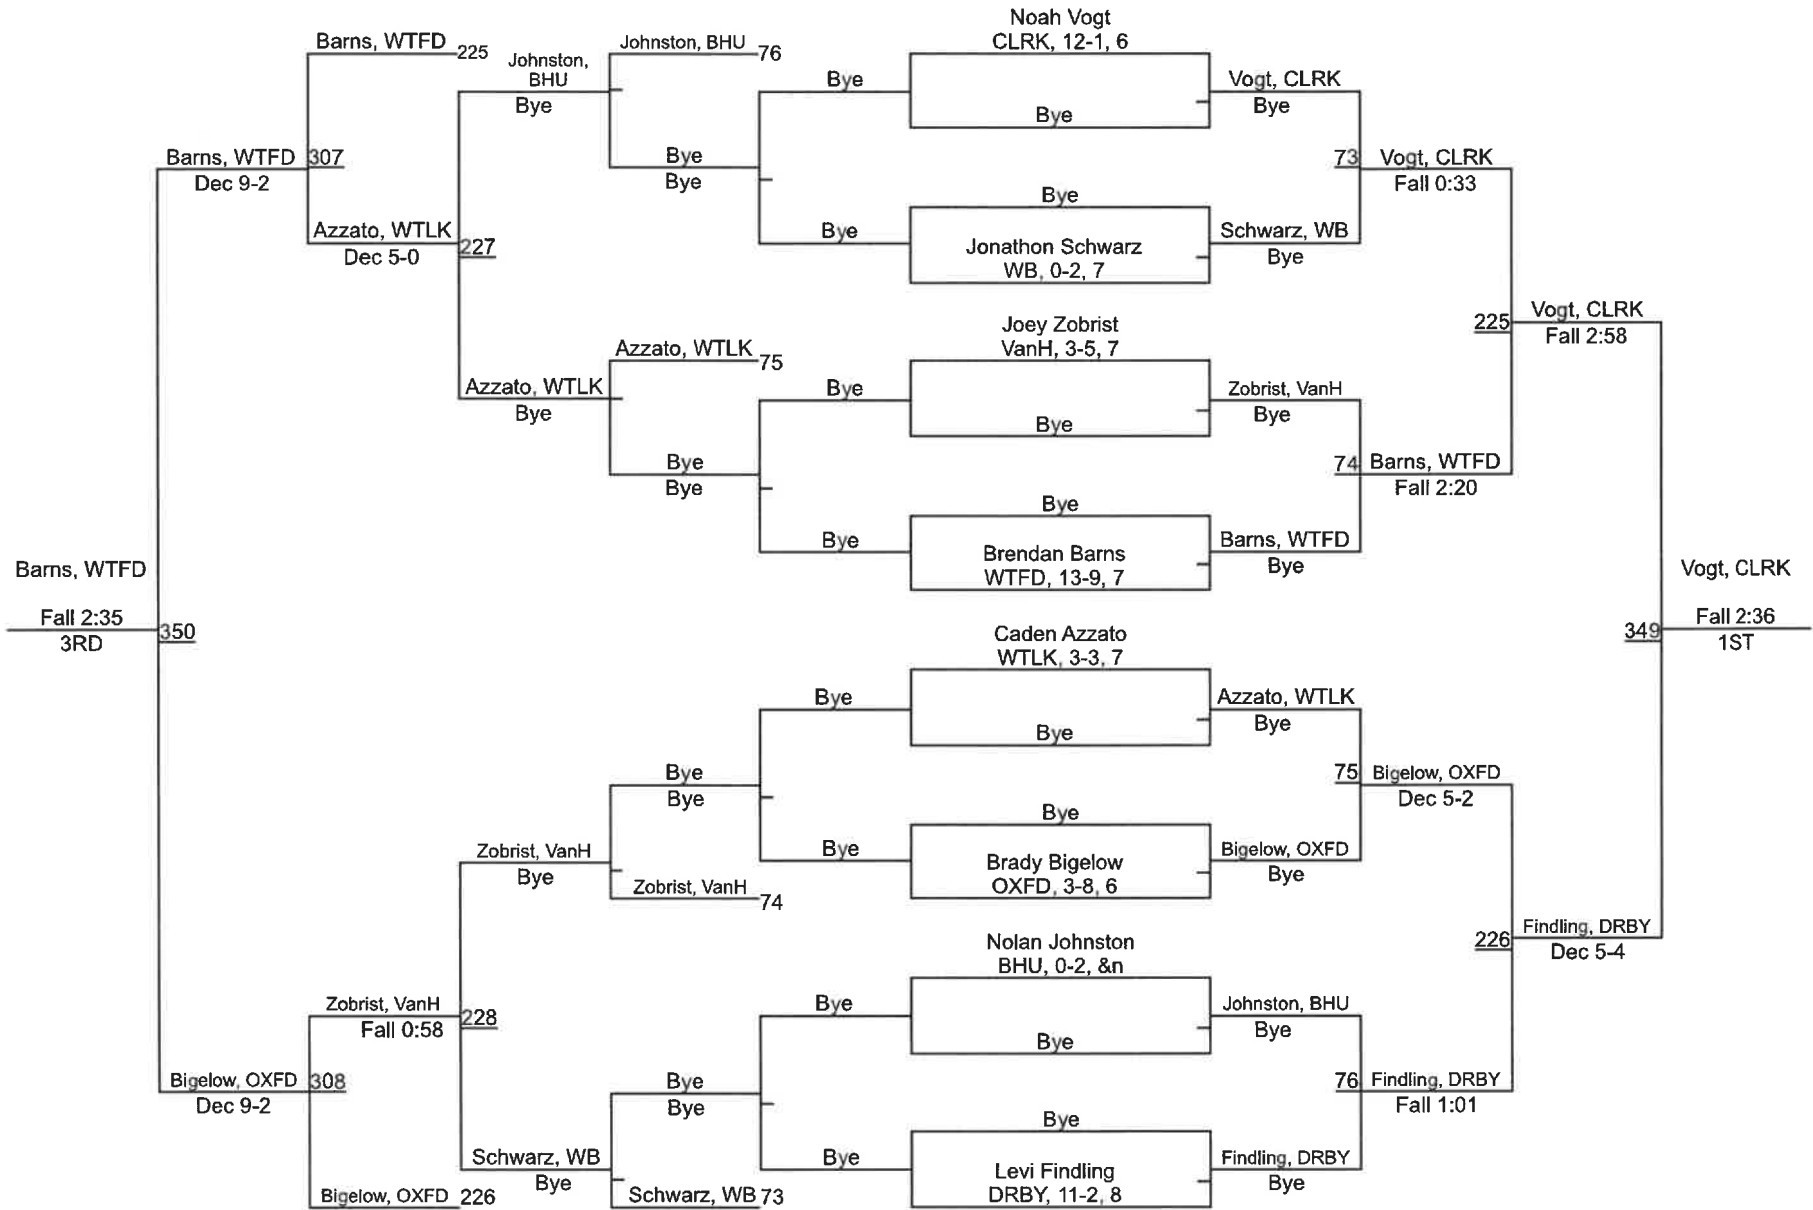 Noah Vogt
CLRK, 12-1, 6
Barns, WTFD
225
Johnston, BHU
76
Johnston,
BHU
Bye
Bye
Vogt, CLRK
Bye
Bye
Barns, WTFD
307
Dec 9-2
Bye
Bye
73
Vogt, CLRK
Fall 0:33
Bye
Azzato, WTLK
Dec 5-0
227
Bye
Jonathon Schwarz
WB, 0-2, 7
Schwarz, WB
Bye
Joey Zobrist
VanH, 3-5, 7
225
Vogt, CLRK
Fall 2:58
Azzato, WTLK
75
Azzato, WTLK
Bye
Bye
Bye
Zobrist, VanH
Bye
Bye
Bye
74
Barns, WTFD
Fall 2:20
Bye
Bye
Brendan Barns
WTFD, 13-9, 7
Barns, WTFD
Bye
Barns, WTFD
Fall 2:35
3RD
350
Vogt, CLRK
349
Fall 2:36
1ST
Caden Azzato
WTLK, 3-3, 7
Bye
Bye
Azzato, WTLK
Bye
Bye
Bye
75
Bigelow, OXFD
Dec 5-2
Bye
Zobrist, VanH
Bye
Bye
Brady Bigelow
OXFD, 3-8, 6
Bigelow, OXFD
Bye
Zobrist, VanH
74
Nolan Johnston
BHU, 0-2, &n
226
Findling, DRBY
Dec 5-4
Zobrist, VanH
Fall 0:58
228
Bye
Bye
Johnston, BHU
Bye
Bigelow, OXFD
308
Dec 9-2
Bye
Bye
76
Findling, DRBY
Fall 1:01
Bye
Schwarz, WB
Bye
Bye
Levi Findling
DRBY, 11-2, 8
Findling, DRBY
Bye
Bigelow, OXFD
226
Schwarz, WB
73